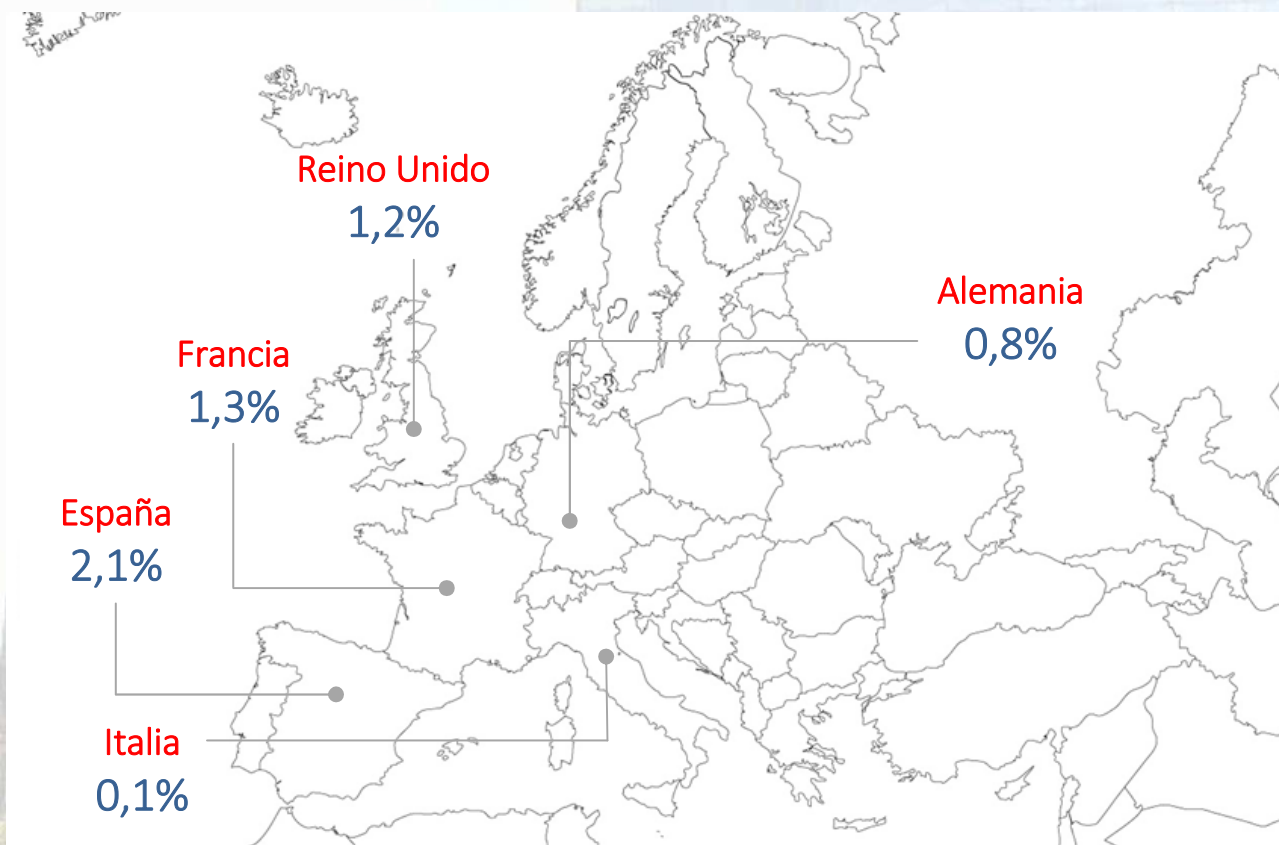 Reino Unido
1,2%
Alemania
0,8%
Francia
1,3%
España
2,1%
Italia
0,1%